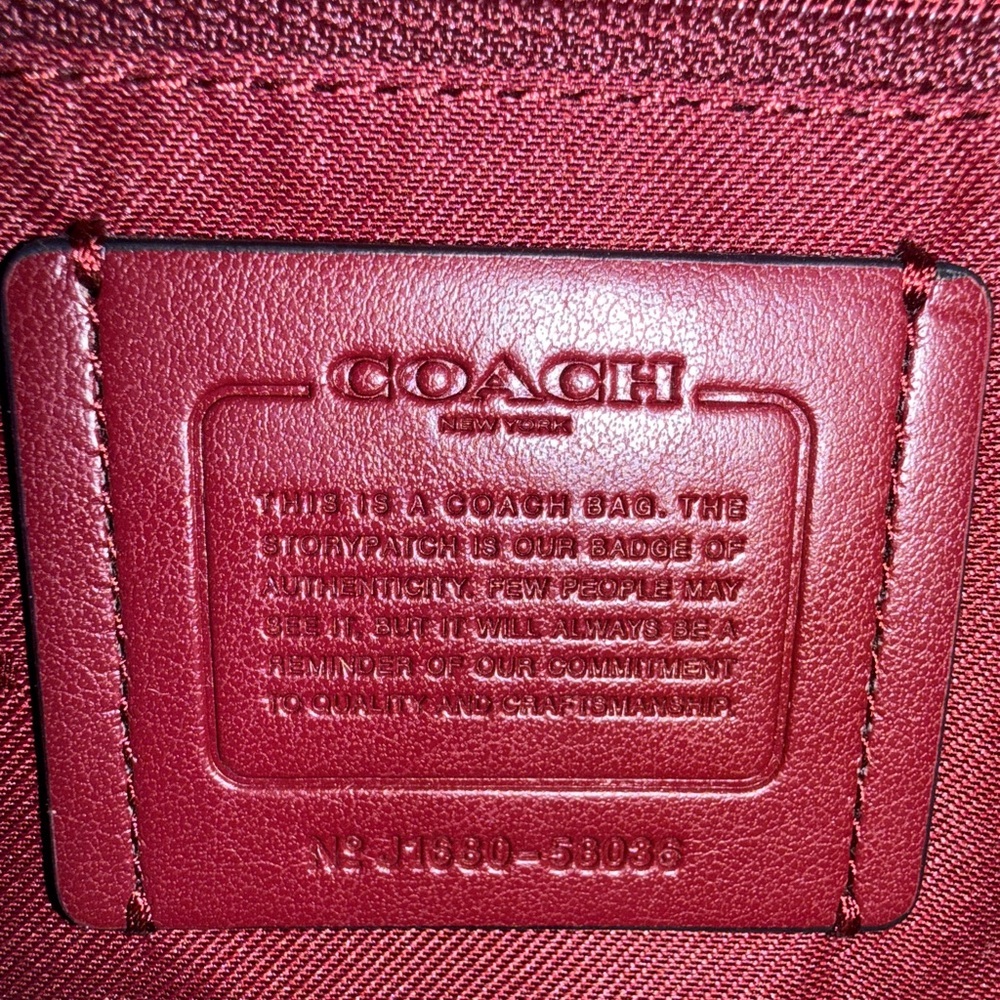 COACH
NEW YORK
THIS IS A COACH BAG. THE
STORYPATCH IS OUR BADGE OF
AUTHENTICITY. FEW PEOPLE MAY
SEE IT, BUT IT WILL ALWAYS BE A
REMINDER OF OUR COMMITMENT
TO QUALITY AND CRAFTSMANSHIP.
Nº J1680-58036